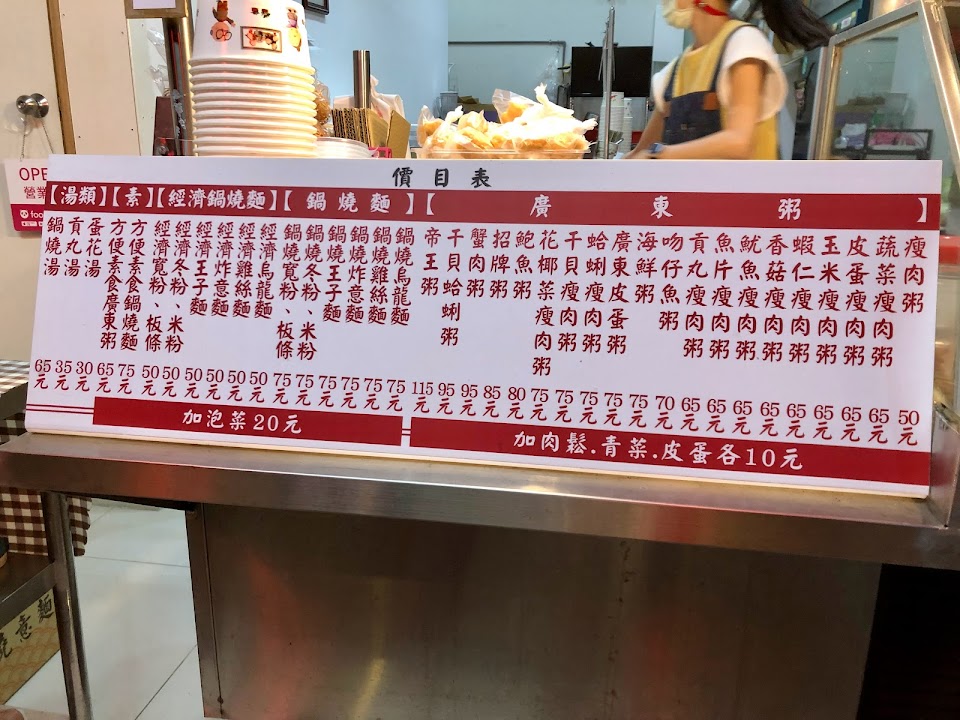 價目表
【湯類】【素】【經濟鍋燒麵】【鍋燒麵】【廣東粥】
瘦肉粥 50元
蔬菜瘦肉粥 65元
皮蛋瘦肉粥 65元
玉米瘦肉粥 65元
蝦仁瘦肉粥 65元
香菇瘦肉粥 65元
魷魚瘦肉粥 65元
魚片瘦肉粥 65元
貢丸瘦肉粥 65元
吻仔魚粥 70元
海鮮粥 75元
廣東皮蛋粥 75元
蛤蜊瘦肉粥 75元
干貝瘦肉粥 75元
花椰菜瘦肉粥 75元
鮑魚粥 80元
招牌粥 85元
蟹肉粥 95元
干貝蛤蜊粥 95元
帝王粥 115元
鍋燒烏龍麵 75元
鍋燒雞絲麵 75元
鍋燒炸意麵 75元
鍋燒王子麵 75元
鍋燒冬粉、米粉 75元
鍋燒寬粉、板條 75元
經濟烏龍麵 50元
經濟雞絲麵 50元
經濟炸意麵 50元
經濟王子麵 50元
經濟冬粉、米粉 50元
經濟寬粉、板條 50元
方便素食鍋燒麵 75元
方便素食廣東粥 65元
蛋花湯 30元
貢丸湯 35元
鍋燒湯 65元
加泡菜20元
加肉鬆.青菜.皮蛋各10元
OPE
營業
foo
燒意麵